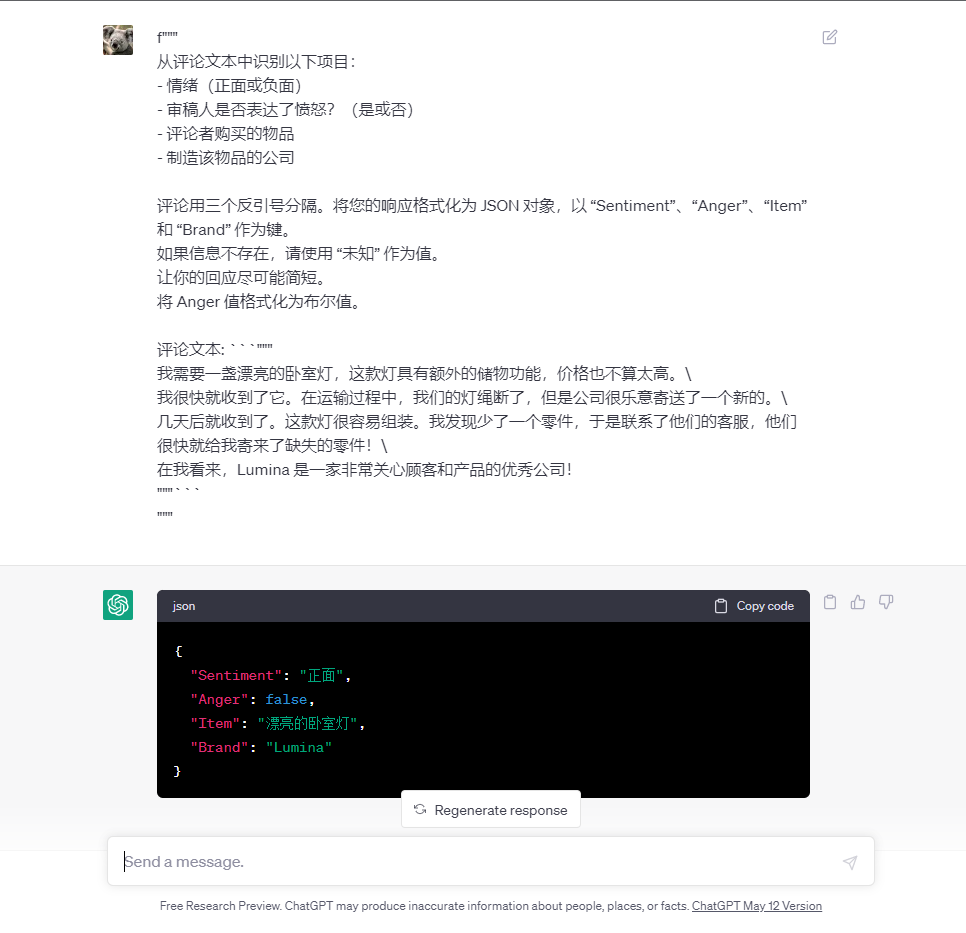 f"""
从评论文本中识别以下项目：
- 情绪（正面或负面）
- 审稿人是否表达了愤怒？（是或否）
- 评论者购买的物品
- 制造该物品的公司
评论用三个反引号分隔。将您的响应格式化为 JSON 对象，以 “Sentiment”、“Anger”、“Item”
和 “Brand” 作为键。
如果信息不存在，请使用 “未知” 作为值。
让你的回应尽可能简短。
将 Anger 值格式化为布尔值。
评论文本: ```"""
我需要一盏漂亮的卧室灯，这款灯具有额外的储物功能，价格也不算太高。\
我很快就收到了它。在运输过程中，我们的灯绳断了，但是公司很乐意寄送了一个新的。\
几天后就收到了。这款灯很容易组装。我发现少了一个零件，于是联系了他们的客服，他们
很快就给我寄来了缺失的零件！\
在我看来，Lumina 是一家非常关心顾客和产品的优秀公司！
"""```
"""
json
Copy code
{
"Sentiment": "正面",
"Anger": false,
"Item": "漂亮的卧室灯",
"Brand": "Lumina"
}
Regenerate response
Send a message.
Free Research Preview. ChatGPT may produce inaccurate information about people, places, or facts. ChatGPT May 12 Version